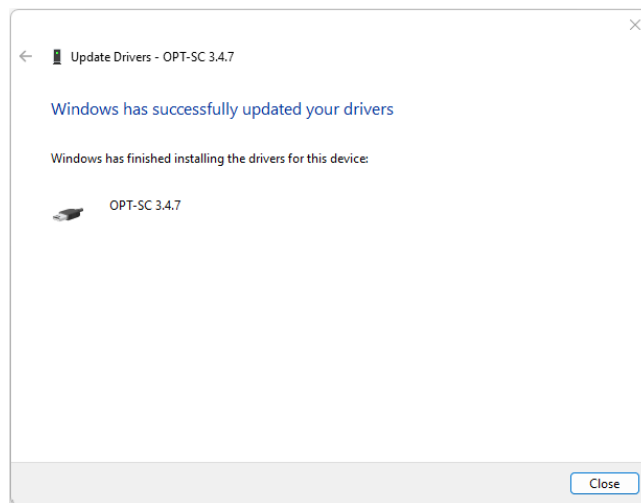 Update Drivers - OPT-SC 3.4.7
Windows has successfully updated your drivers
Windows has finished installing the drivers for this device:
OPT-SC 3.4.7
Close